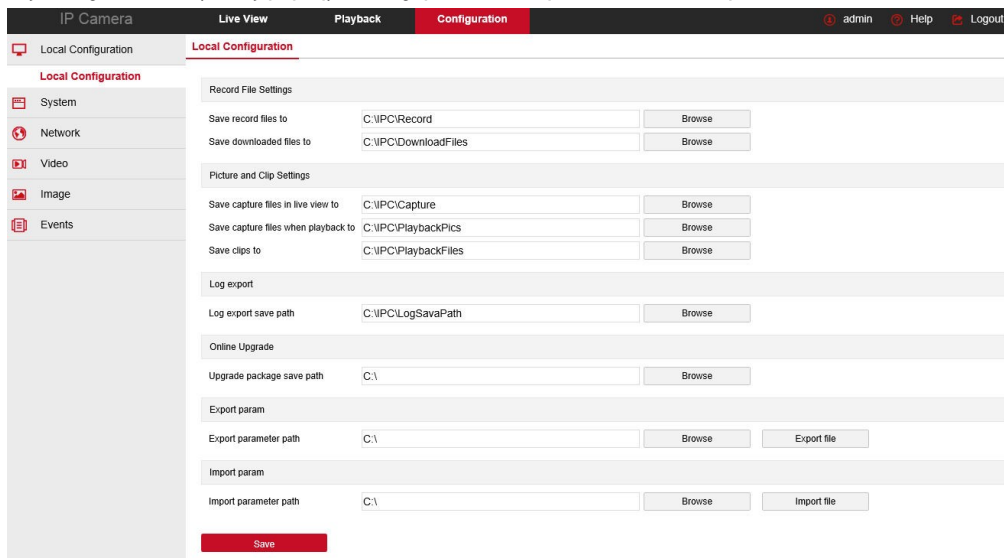 IP Camera Live View Playback Configuration admin Help Logout
Local Configuration
Local Configuration
System
Network
Video
Image
Events
Local Configuration
Record File Settings
Save record files to C:\IPC\Record Browse
Save downloaded files to C:\IPC\DownloadFiles Browse
Picture and Clip Settings
Save capture files in live view to C:\IPC\Capture Browse
Save capture files when playback to C:\IPC\PlaybackPics Browse
Save clips to C:\IPC\PlaybackFiles Browse
Log export
Log export save path C:\IPC\LogSavaPath Browse
Online Upgrade
Upgrade package save path C:\ Browse
Export param
Export parameter path C:\ Browse Export file
Import param
Import parameter path C:\ Browse Import file
Save